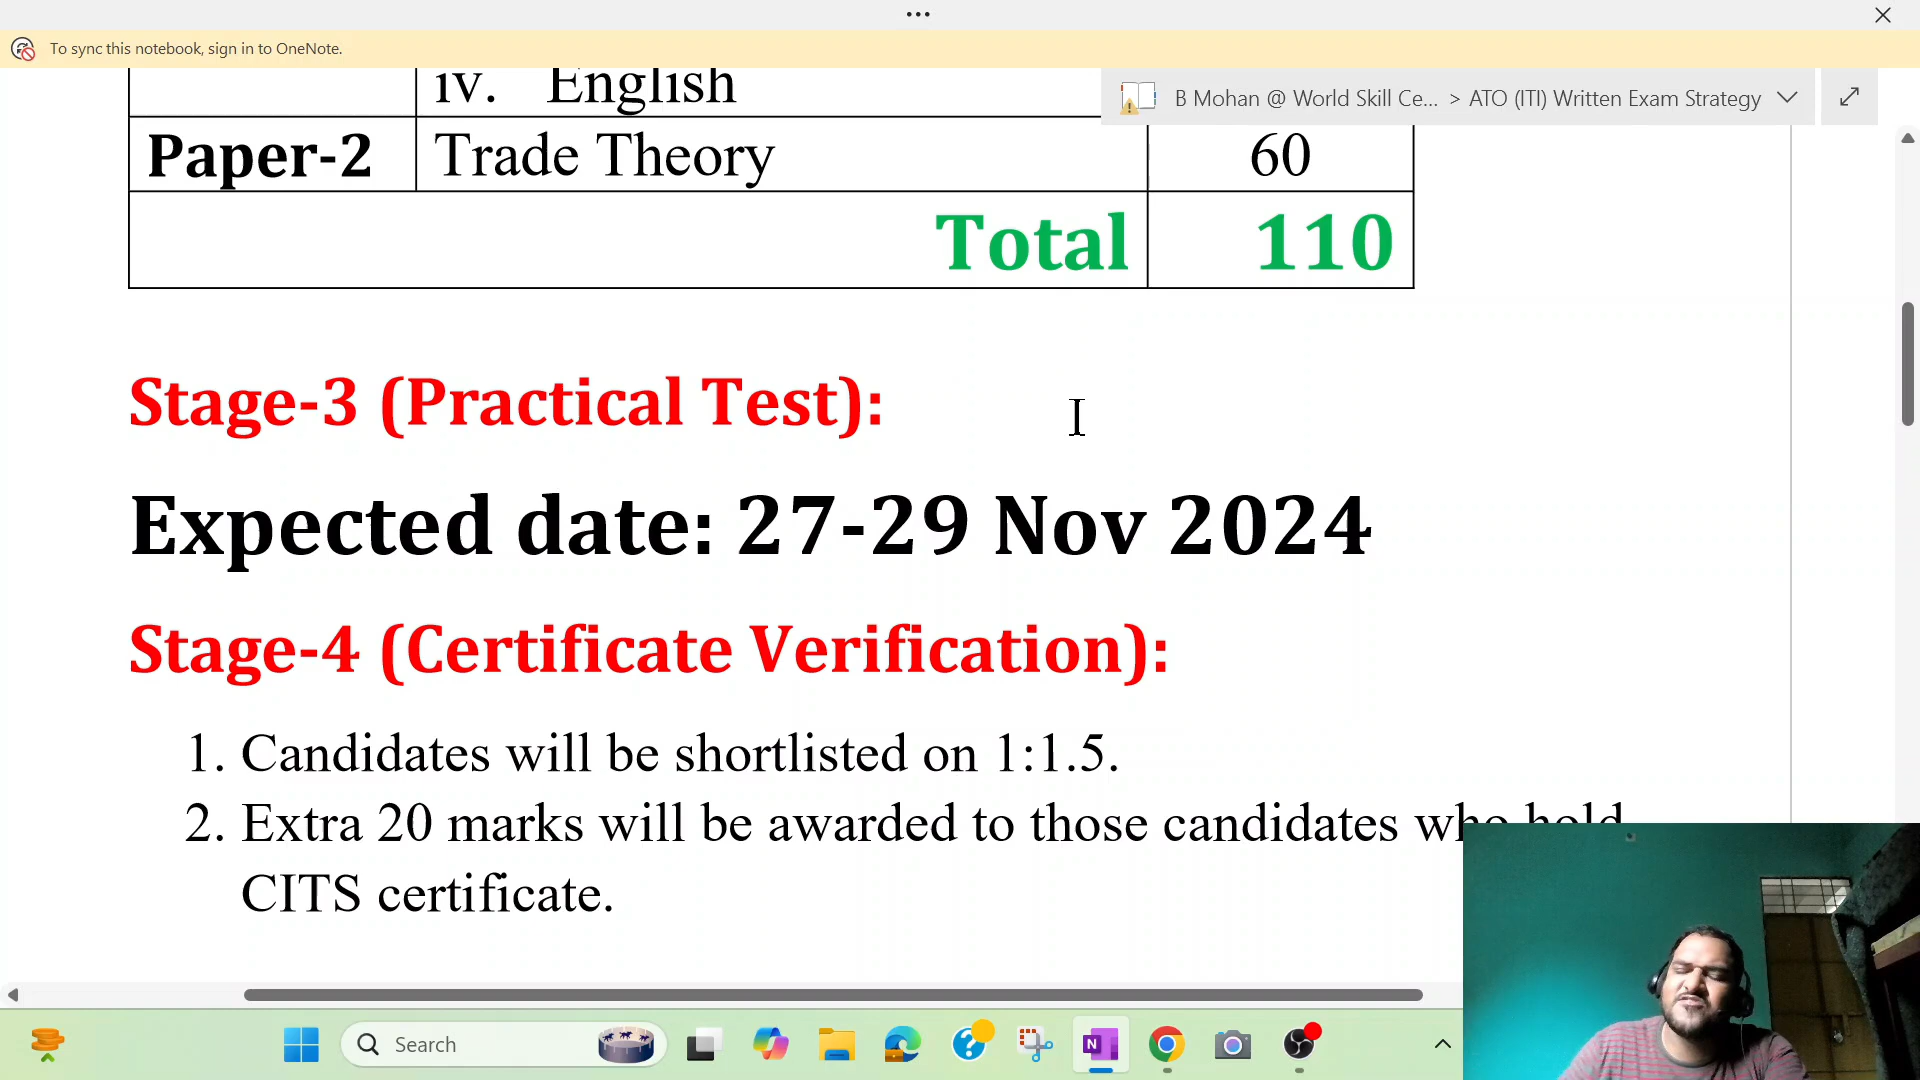 To sync this notebook, sign in to OneNote.
iv. English
B Mohan @ World Skill Ce... > ATO (ITI) Written Exam Strategy
Paper-2 Trade Theory 60
Total 110
Stage-3 (Practical Test):
Expected date: 27-29 Nov 2024
Stage-4 (Certificate Verification):
1. Candidates will be shortlisted on 1:1.5.
2. Extra 20 marks will be awarded to those candidates who hold
CITS certificate.
Search